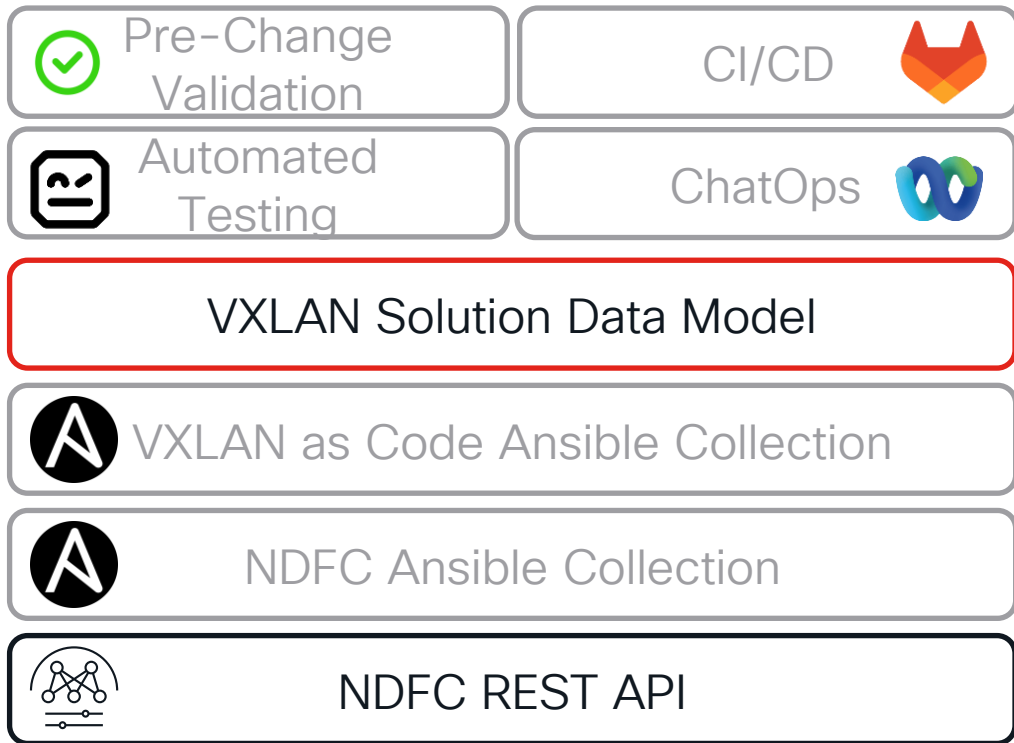 Pre-Change
Validation
CI/CD
Automated
Testing
ChatOps
VXLAN Solution Data Model
VXLAN as Code Ansible Collection
NDFC Ansible Collection
NDFC REST API